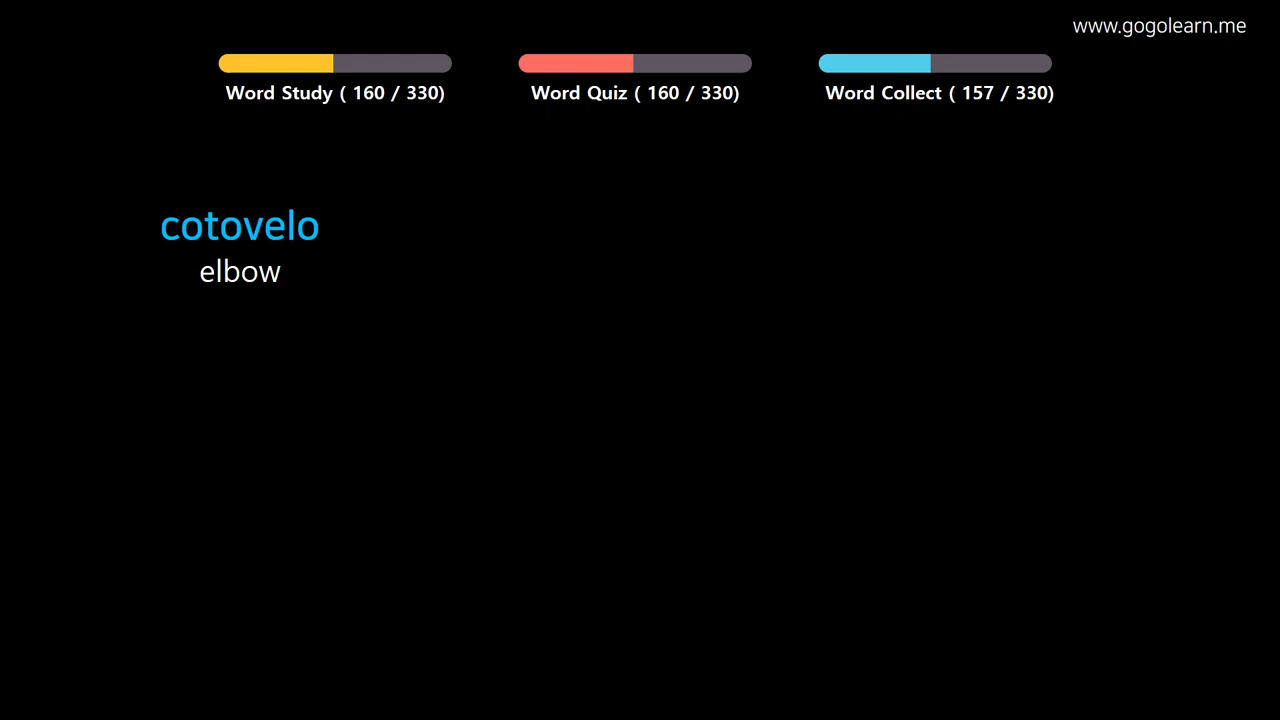 www.gogolearn.me
Word Study ( 160 / 330)
Word Quiz ( 160 / 330)
Word Collect ( 157 / 330)
cotovelo
elbow